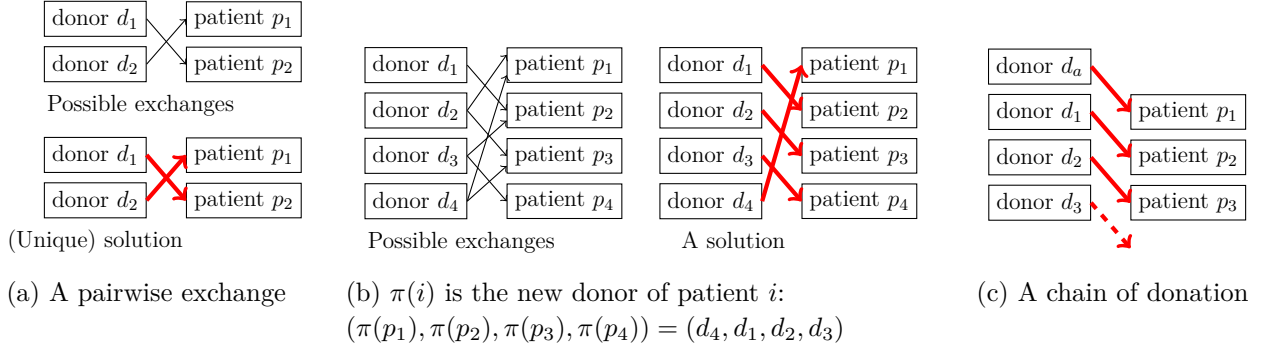 donor d₁ patient p₁
donor d₂ patient p₂
Possible exchanges
donor d₁ patient p₁
donor d₂ patient p₂
(Unique) solution
(a) A pairwise exchange
donor d₁ patient p₁
donor d₂ patient p₂
donor d₃ patient p₃
donor d₄ patient p₄
Possible exchanges
donor d₁ patient p₁
donor d₂ patient p₂
donor d₃ patient p₃
donor d₄ patient p₄
A solution
(b) π(i) is the new donor of patient i:
(π(p₁), π(p₂), π(p₃), π(p₄)) = (d₄, d₁, d₂, d₃)
donor dₐ
donor d₁ patient p₁
donor d₂ patient p₂
donor d₃ patient p₃
(c) A chain of donation